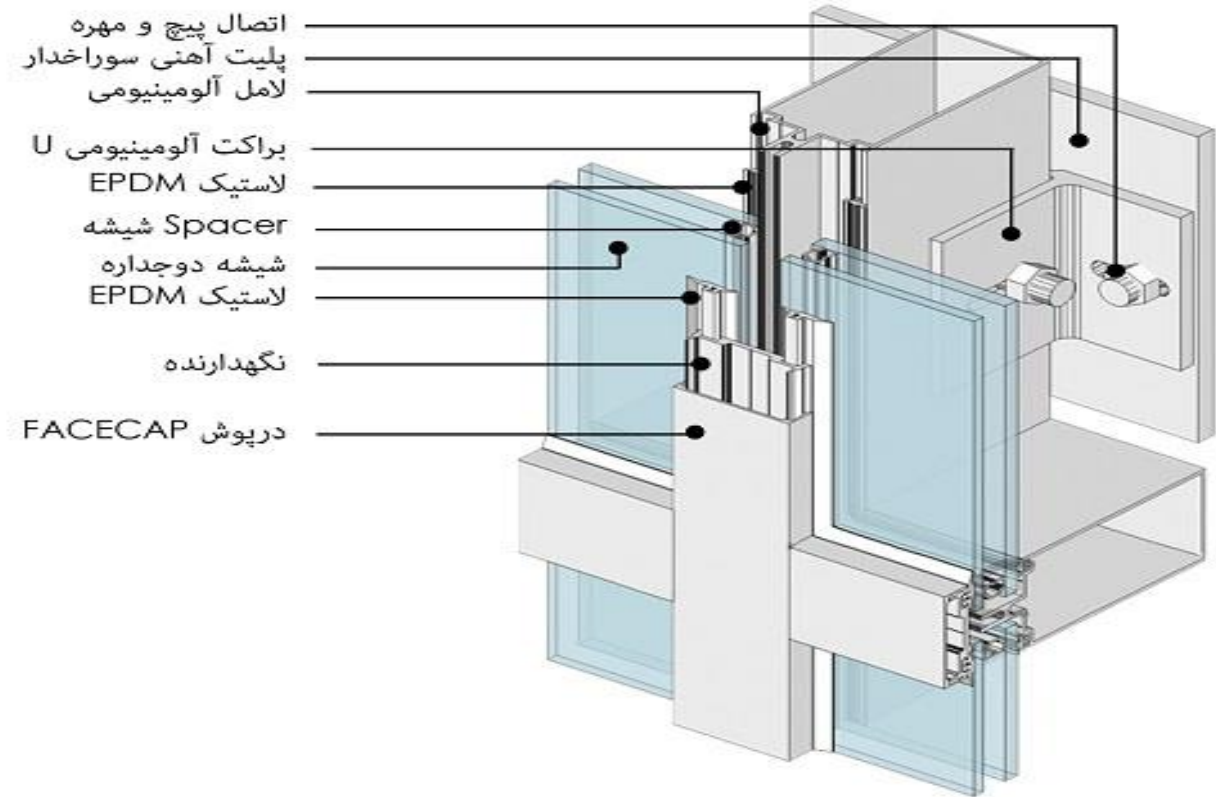 اتصال پیچ و مهره
پلیت آهنی سوراخدار
لامل آلومینیومی
براکت آلومینیومی U
لاستیک EPDM
Spacer شیشه
شیشه دوجداره
لاستیک EPDM
نگهدارنده
درپوش FACECAP